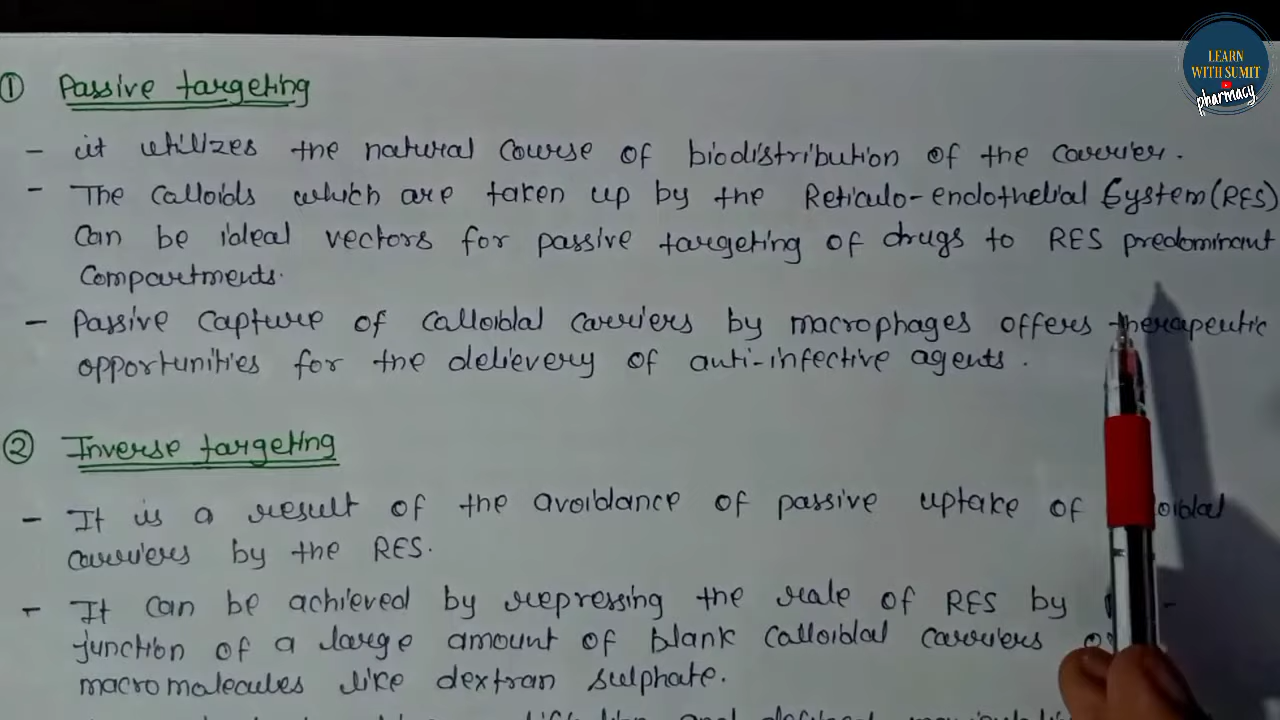 LEARN
WITH SUMIT
pharmacy
① Passive targeting
- it utilizes the natural course of biodistribution of the carrier.
- The calloids which are taken up by the Reticulo-endothelial System (RES)
can be ideal vectors for passive targeting of drugs to RES predominant
compartments.
- Passive capture of calloidal carriers by macrophages offers therapeutic
opportunities for the delievery of anti-infective agents.
② Inverse targeting
- It is a result of the avoidance of passive uptake of
carriers by the RES.
- It can be achieved by repressing the role of RES by
junction of a large amount of blank calloidal carriers
macromolecules like dextran sulphate.